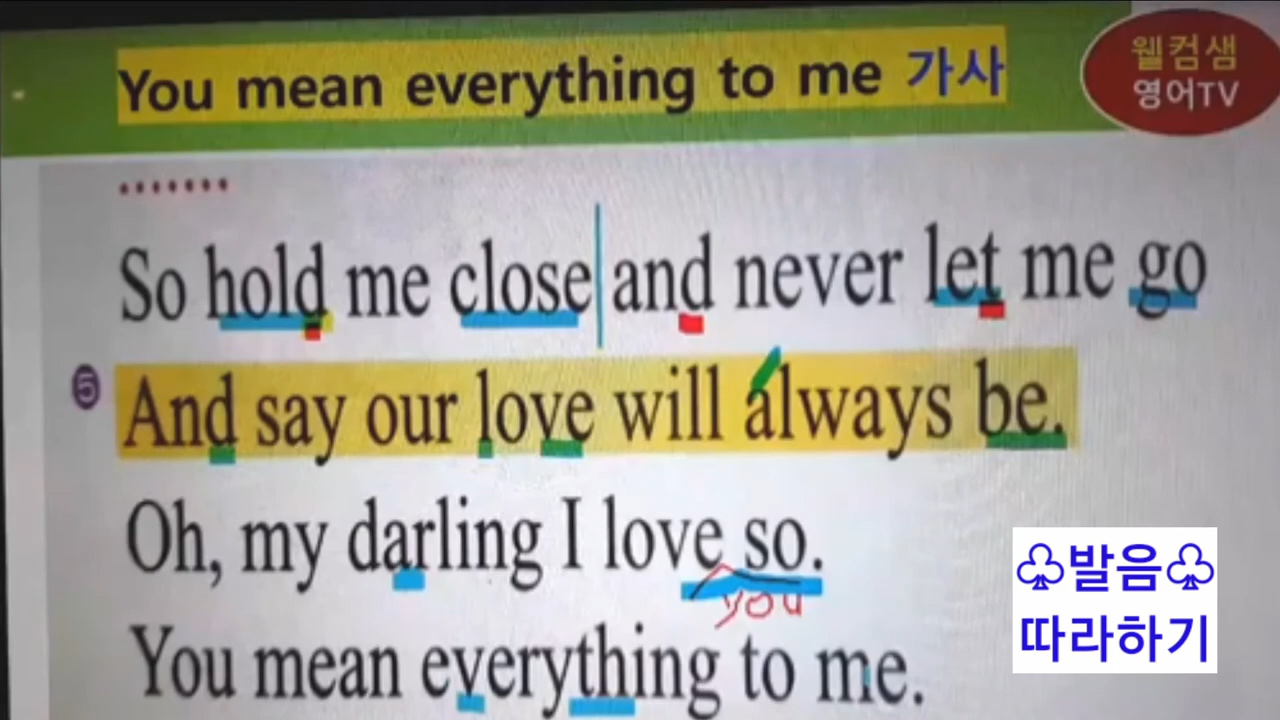 You mean everything to me 가사
웰컴샘
영어TV
.......
So hold me close and never let me go
⑤ And say our love will always be.
Oh, my darling I love so.
you
You mean everything to me.
♧발음♧
따라하기